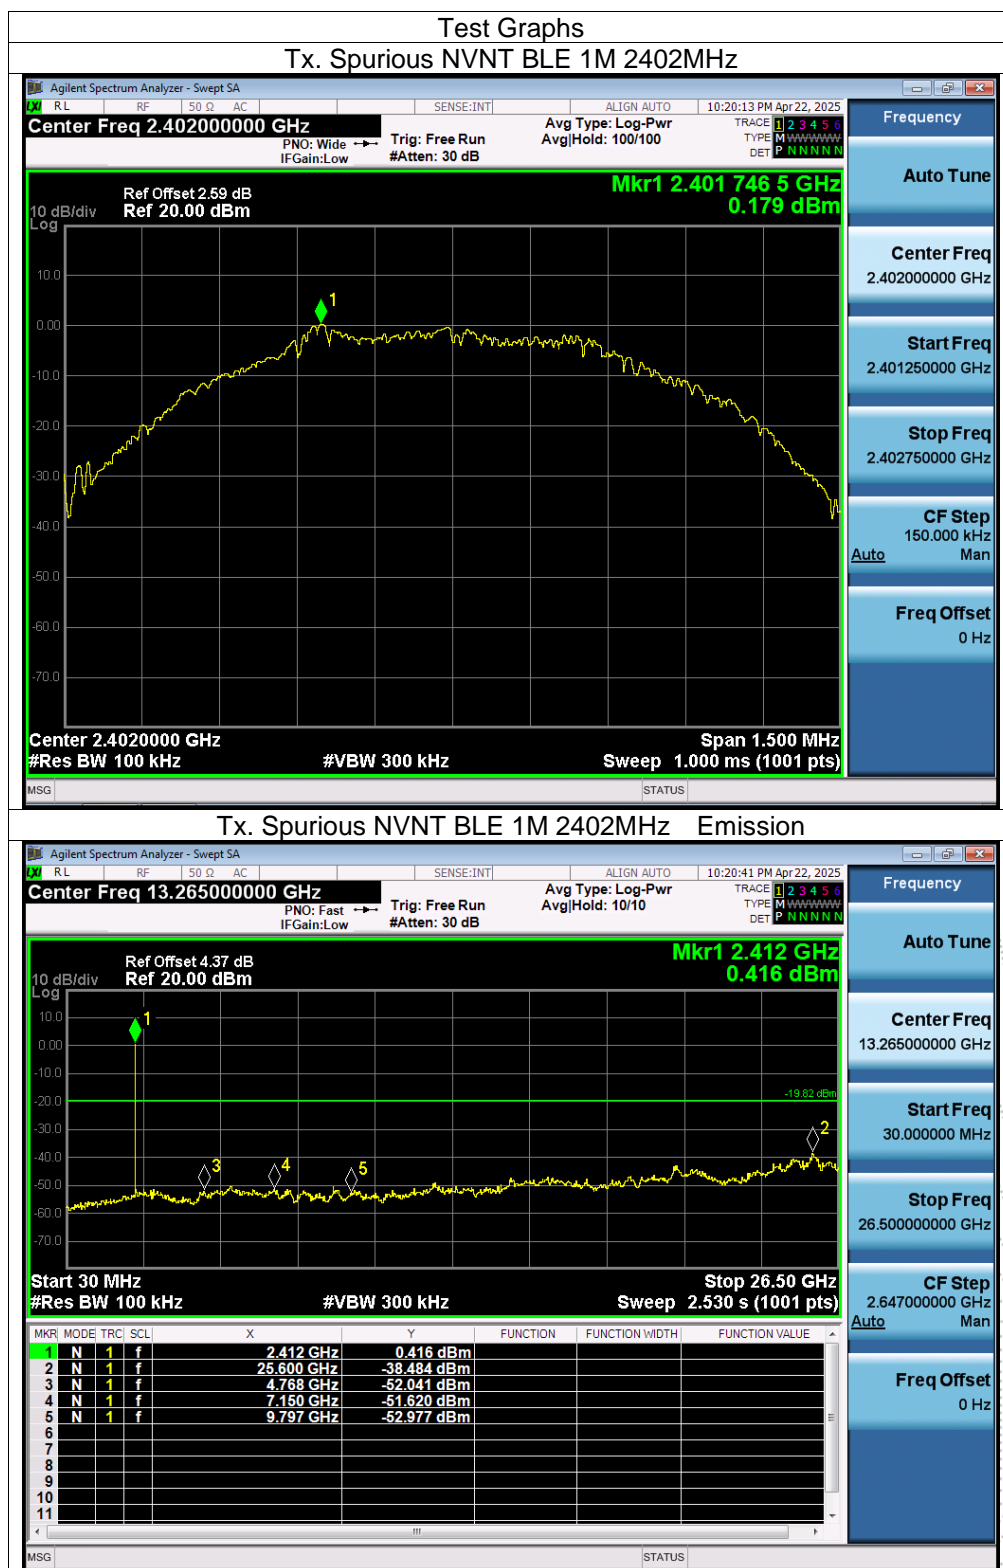 Test Graphs
Tx. Spurious NVNT BLE 1M 2402MHz
Agilent Spectrum Analyzer - Swept SA
LXI RL RF 50 Ω AC SENSE:INT ALIGN AUTO 10:20:13 PM Apr 22, 2025
Center Freq 2.402000000 GHz
PNO: Wide
IFGain:Low
Trig: Free Run
#Atten: 30 dB
Avg Type: Log-Pwr
Avg|Hold: 100/100
TRACE 1 2 3 4 5 6
TYPE M W W W W W
DET P N N N N N
Ref Offset 2.59 dB
10 dB/div Ref 20.00 dBm
Log
Mkr1 2.401 746 5 GHz
0.179 dBm
10.0
0.00
-10.0
-20.0
-30.0
-40.0
-50.0
-60.0
-70.0
1
Center 2.4020000 GHz Span 1.500 MHz
#Res BW 100 kHz #VBW 300 kHz Sweep 1.000 ms (1001 pts)
MSG STATUS
Frequency
Auto Tune
Center Freq
2.402000000 GHz
Start Freq
2.401250000 GHz
Stop Freq
2.402750000 GHz
CF Step
150.000 kHz
Auto Man
Freq Offset
0 Hz
Tx. Spurious NVNT BLE 1M 2402MHz Emission
Agilent Spectrum Analyzer - Swept SA
LXI RL RF 50 Ω AC SENSE:INT ALIGN AUTO 10:20:41 PM Apr 22, 2025
Center Freq 13.265000000 GHz
PNO: Fast
IFGain:Low
Trig: Free Run
#Atten: 30 dB
Avg Type: Log-Pwr
Avg|Hold: 10/10
TRACE 1 2 3 4 5 6
TYPE M W W W W W
DET P N N N N N
Ref Offset 4.37 dB
10 dB/div Ref 20.00 dBm
Log
Mkr1 2.412 GHz
0.416 dBm
10.0
0.00
-10.0
-20.0
-30.0
-40.0
-50.0
-60.0
-70.0
1
-19.82 dBm
2
3
4
5
Start 30 MHz Stop 26.50 GHz
#Res BW 100 kHz #VBW 300 kHz Sweep 2.530 s (1001 pts)
MKR MODE TRC SCL X Y FUNCTION FUNCTION WIDTH FUNCTION VALUE
1 N 1 f 2.412 GHz 0.416 dBm
2 N 1 f 25.600 GHz -38.484 dBm
3 N 1 f 4.768 GHz -52.041 dBm
4 N 1 f 7.150 GHz -51.620 dBm
5 N 1 f 9.797 GHz -52.977 dBm
6
7
8
9
10
11
MSG STATUS
Frequency
Auto Tune
Center Freq
13.265000000 GHz
Start Freq
30.000000 MHz
Stop Freq
26.500000000 GHz
CF Step
2.647000000 GHz
Auto Man
Freq Offset
0 Hz